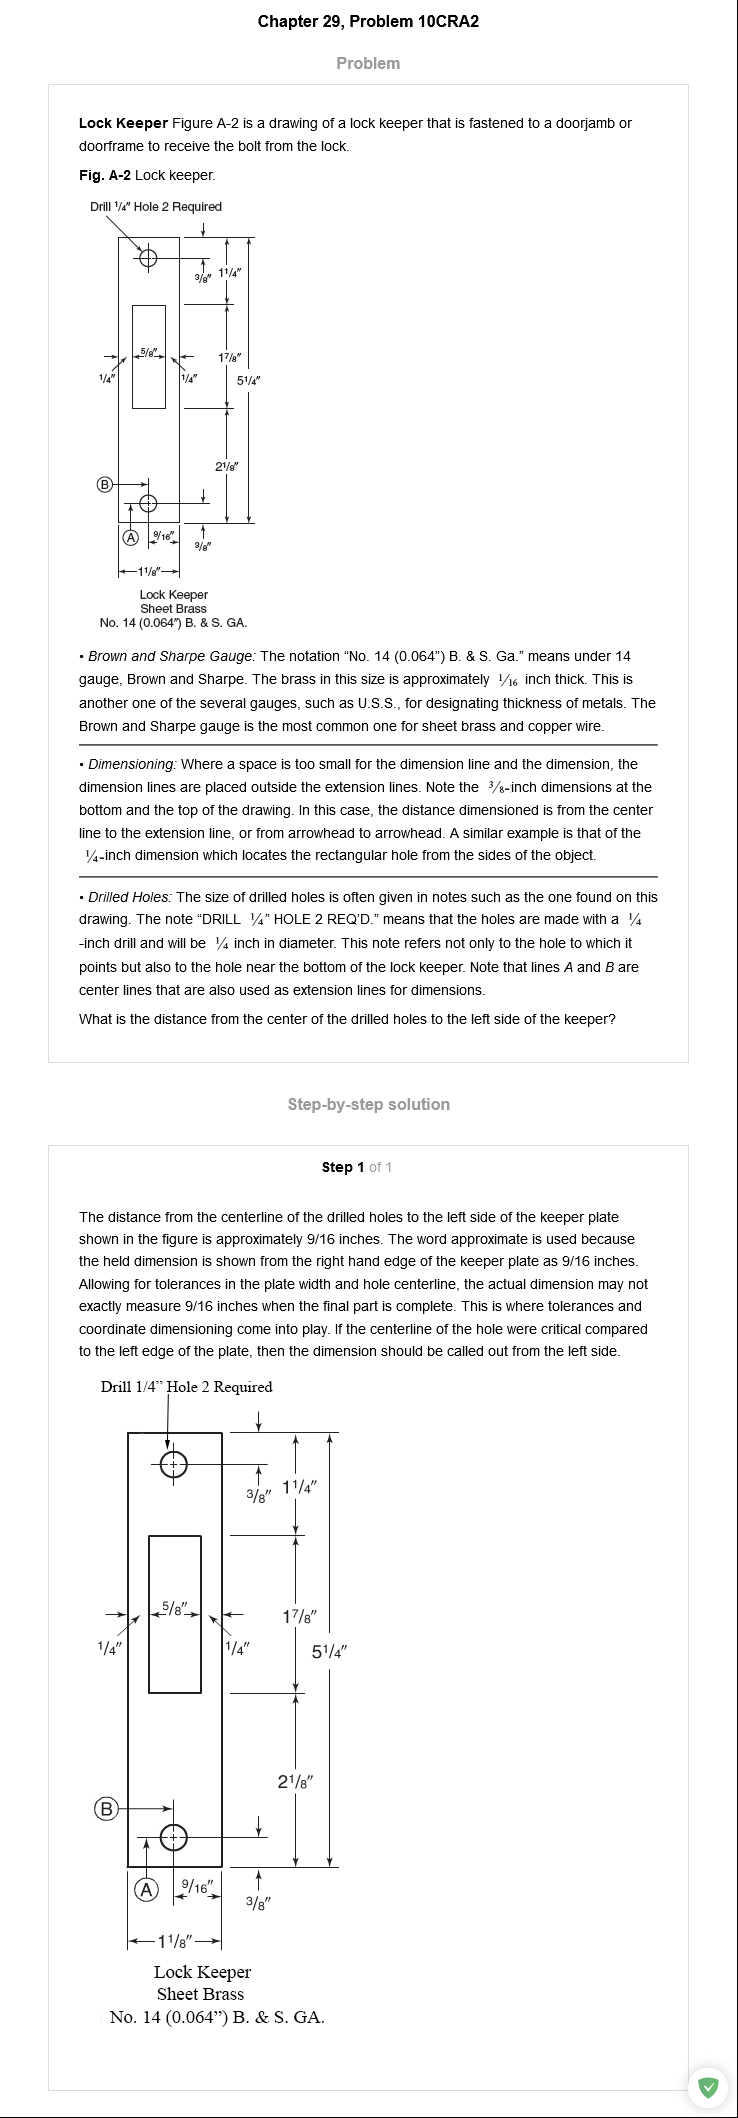 Chapter 29, Problem 10CRA2
Problem
Lock Keeper Figure A-2 is a drawing of a lock keeper that is fastened to a doorjamb or
doorframe to receive the bolt from the lock.
Fig. A-2 Lock keeper.
Drill 1/4" Hole 2 Required
3/8"
1 1/4"
5/8"
1/4"
1/4"
1 7/8"
5 1/4"
2 1/8"
B
A
9/16"
3/8"
1 1/8"
Lock Keeper
Sheet Brass
No. 14 (0.064") B. & S. GA.
• Brown and Sharpe Gauge: The notation “No. 14 (0.064”) B. & S. Ga.” means under 14
gauge, Brown and Sharpe. The brass in this size is approximately 1/16 inch thick. This is
another one of the several gauges, such as U.S.S., for designating thickness of metals. The
Brown and Sharpe gauge is the most common one for sheet brass and copper wire.
• Dimensioning: Where a space is too small for the dimension line and the dimension, the
dimension lines are placed outside the extension lines. Note the 3/8-inch dimensions at the
bottom and the top of the drawing. In this case, the distance dimensioned is from the center
line to the extension line, or from arrowhead to arrowhead. A similar example is that of the
1/4-inch dimension which locates the rectangular hole from the sides of the object.
• Drilled Holes: The size of drilled holes is often given in notes such as the one found on this
drawing. The note “DRILL 1/4” HOLE 2 REQ’D.” means that the holes are made with a 1/4
-inch drill and will be 1/4 inch in diameter. This note refers not only to the hole to which it
points but also to the hole near the bottom of the lock keeper. Note that lines A and B are
center lines that are also used as extension lines for dimensions.
What is the distance from the center of the drilled holes to the left side of the keeper?
Step-by-step solution
Step 1 of 1
The distance from the centerline of the drilled holes to the left side of the keeper plate
shown in the figure is approximately 9/16 inches. The word approximate is used because
the held dimension is shown from the right hand edge of the keeper plate as 9/16 inches.
Allowing for tolerances in the plate width and hole centerline, the actual dimension may not
exactly measure 9/16 inches when the final part is complete. This is where tolerances and
coordinate dimensioning come into play. If the centerline of the hole were critical compared
to the left edge of the plate, then the dimension should be called out from the left side.
Drill 1/4” Hole 2 Required
3/8"
1 1/4"
5/8"
1/4"
1/4"
1 7/8"
5 1/4"
2 1/8"
B
A
9/16"
3/8"
1 1/8"
Lock Keeper
Sheet Brass
No. 14 (0.064”) B. & S. GA.